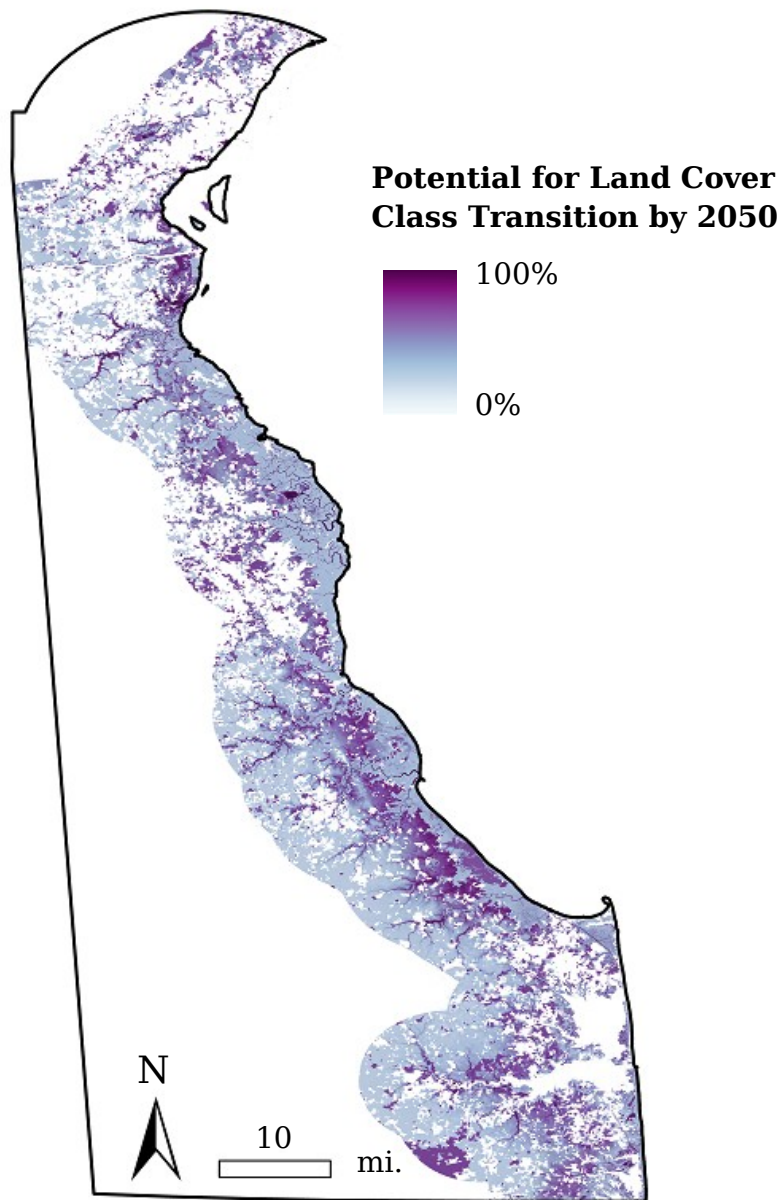 Potential for Land Cover
Class Transition by 2050
100%
0%
N
10
mi.